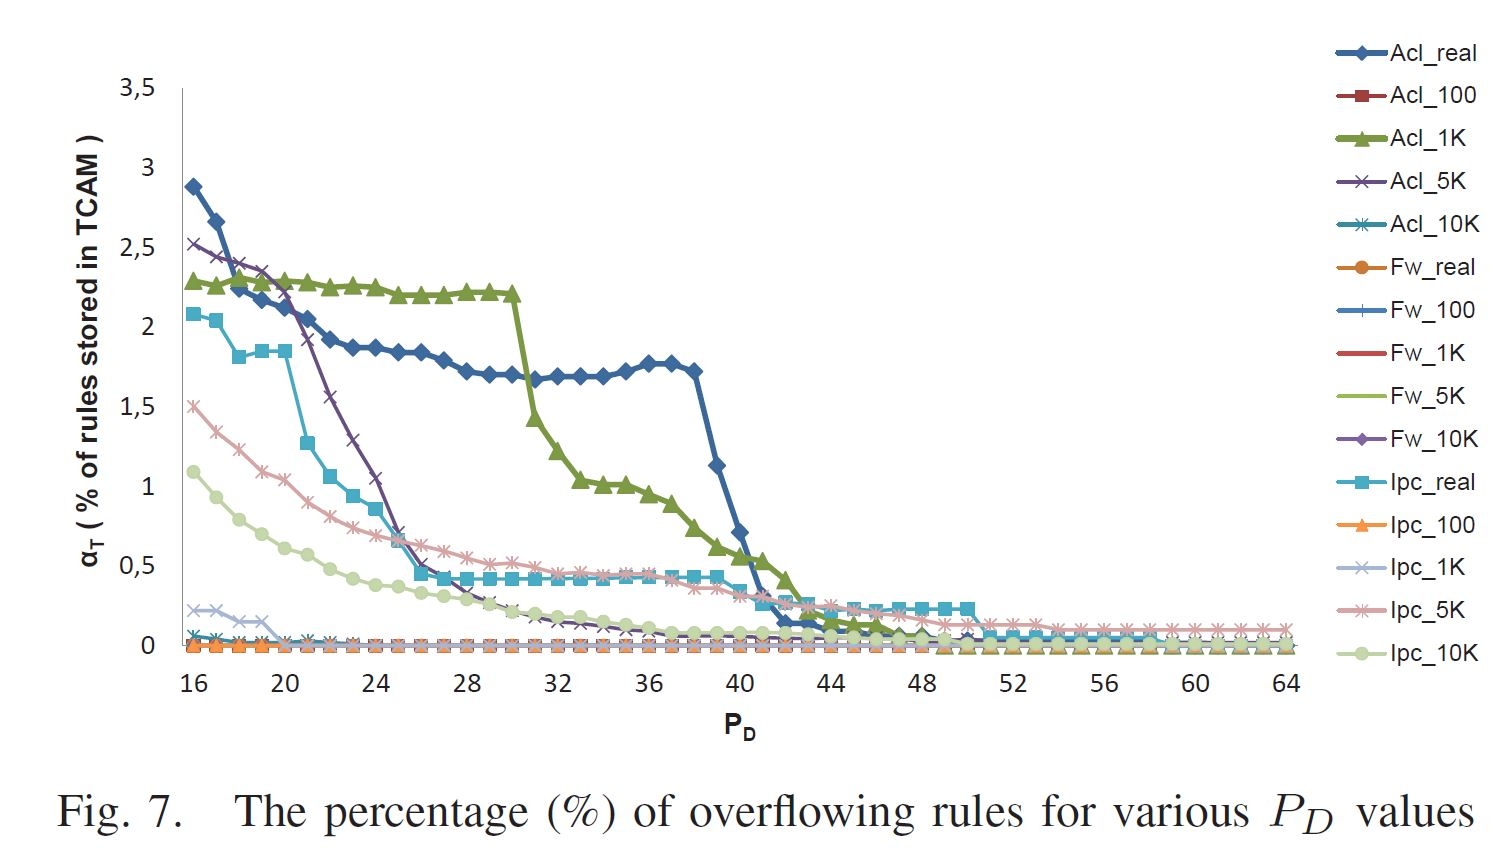 Acl_real
Acl_100
Acl_1K
Acl_5K
Acl_10K
Fw_real
Fw_100
Fw_1K
Fw_5K
Fw_10K
Ipc_real
Ipc_100
Ipc_1K
Ipc_5K
Ipc_10K
3,5
3
2,5
2
1,5
1
0,5
0
αT ( % of rules stored in TCAM )
16 20 24 28 32 36 40 44 48 52 56 60 64
PD
Fig. 7. The percentage (%) of overflowing rules for various PD values